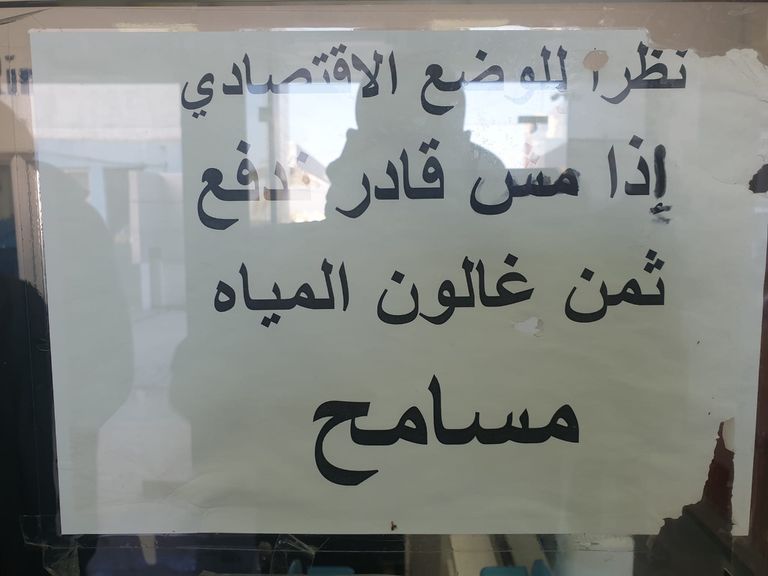 نظراً للوضع الاقتصادي
إذا مش قادر تدفع
ثمن غالون المياه
مسامح